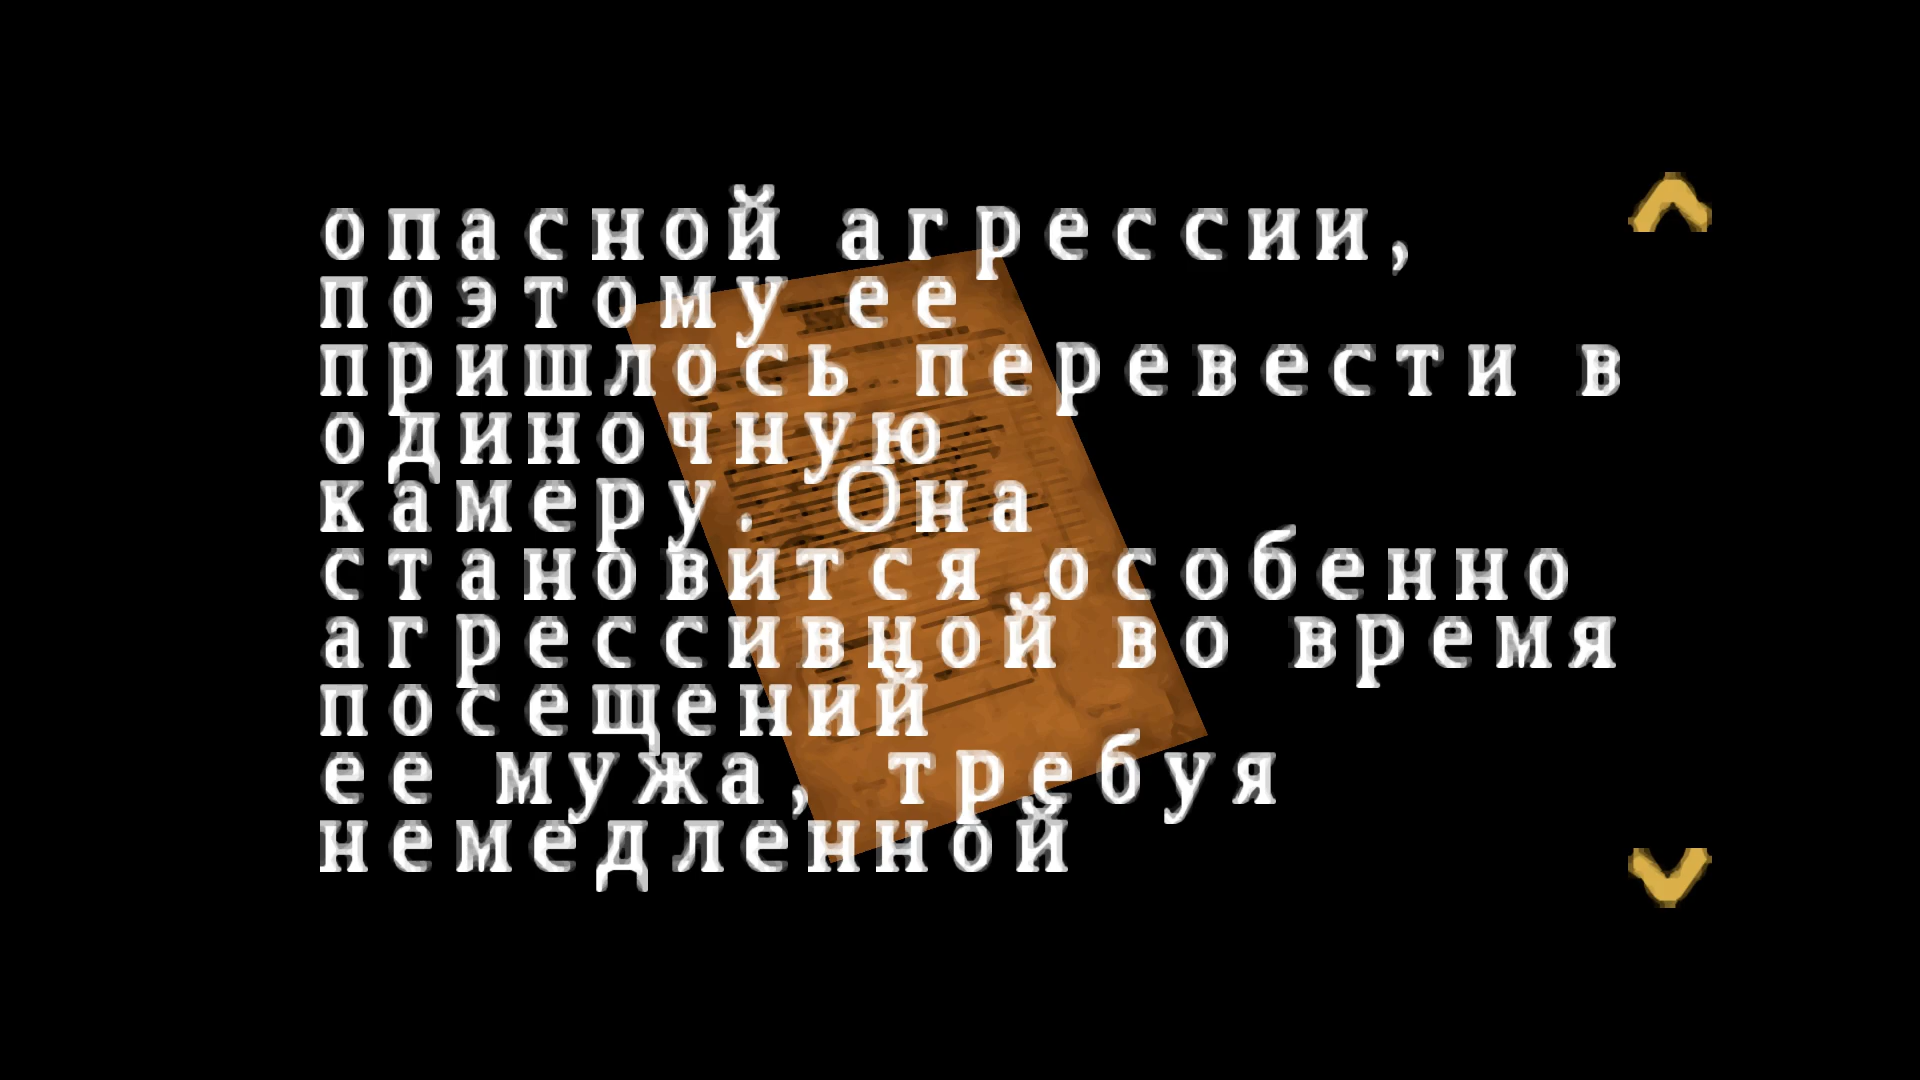 опасной агрессии,
поэтому ее
пришлось перевести в
одиночную
камеру. Она
становится особенно
агрессивной во время
посещений
ее мужа, требуя
немедленной